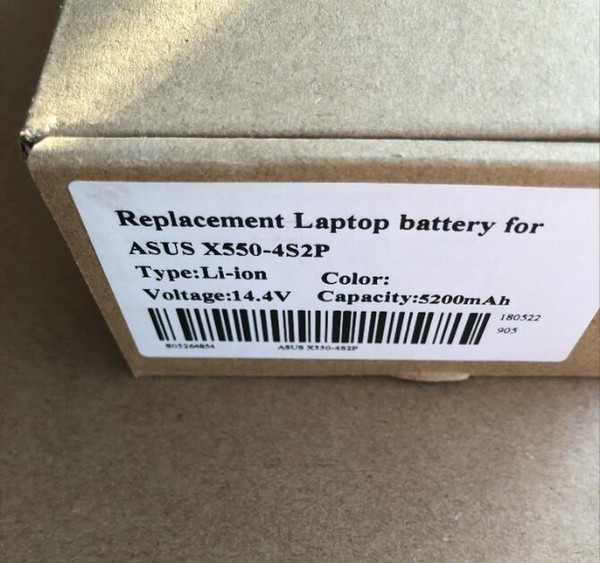 Replacement Laptop battery for
ASUS X550-4S2P
Type:Li-ion Color:
Voltage:14.4V Capacity:5200mAh
180522
905
B05264854
ASUS X550-4S2P